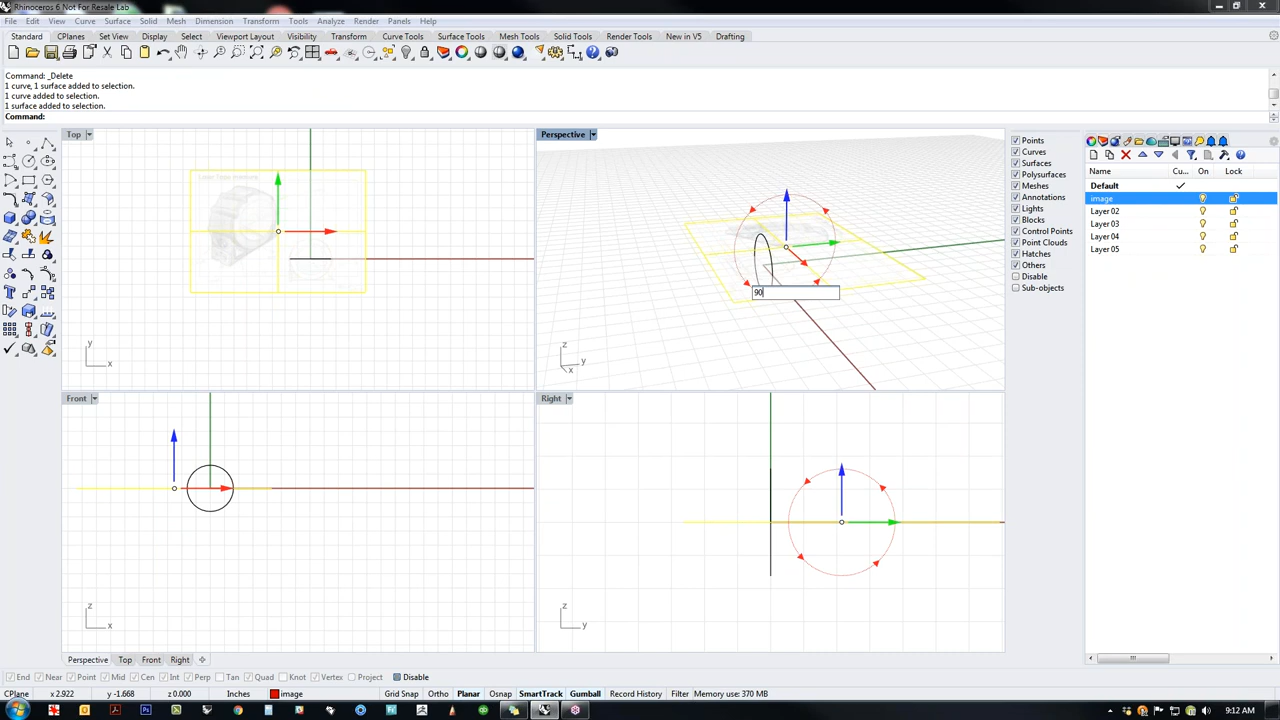 Rhinoceros 6 Not For Resale Lab
File Edit View Curve Surface Solid Mesh Dimension Transform Tools Analyze Render Panels Help
Standard CPlanes Set View Display Select Viewport Layout Visibility Transform Curve Tools Surface Tools Mesh Tools Solid Tools Render Tools New in V5 Drafting
Command: _Delete
1 curve, 1 surface added to selection.
1 curve added to selection.
1 surface added to selection.
Command:
Top
Perspective
y
x
z
y
x
90
Front
Right
z
x
z
y
Points
Curves
Surfaces
Polysurfaces
Meshes
Annotations
Lights
Blocks
Control Points
Point Clouds
Hatches
Others
Disable
Sub-objects
Name Cu... On Lock
Default
image
Layer 02
Layer 03
Layer 04
Layer 05
Perspective Top Front Right
End Near Point Mid Cen Int Perp Tan Quad Knot Vertex Project Disable
CPlane x 2.922 y -1.668 z 0.000 Inches image Grid Snap Ortho Planar Osnap SmartTrack Gumball Record History Filter Memory use: 370 MB
9:12 AM